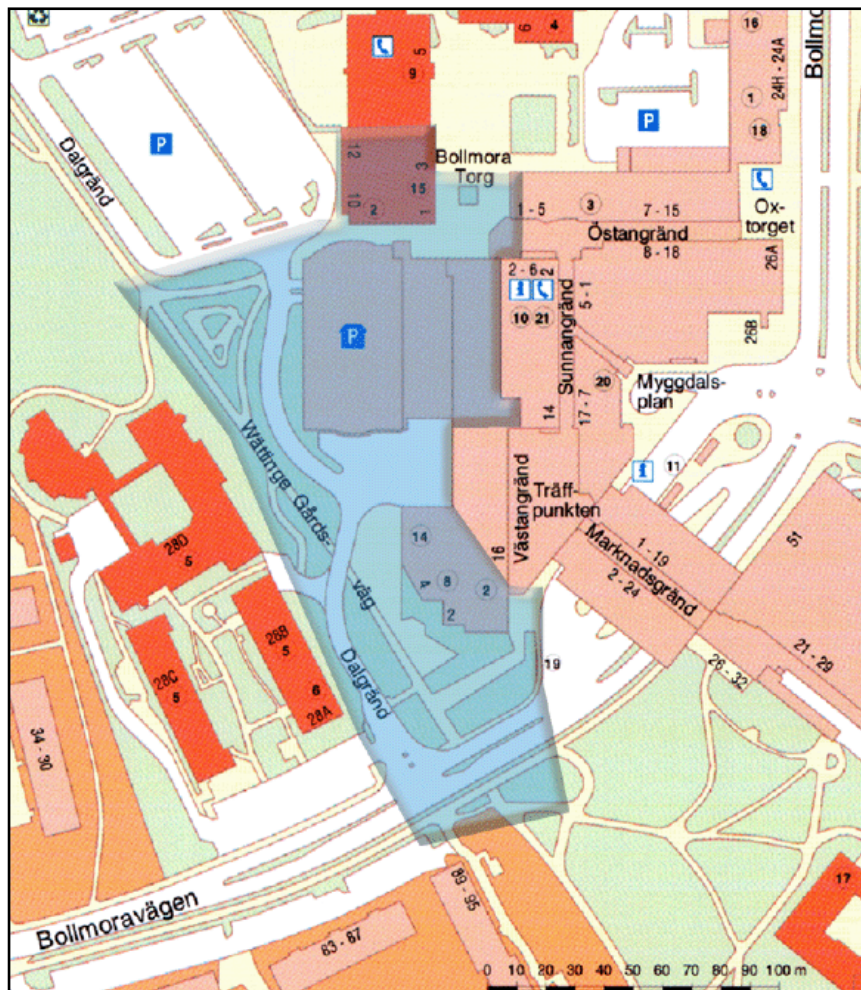 16
4
6
5
9
24H - 24A
1
18
P
P
Dalgränd
Bollmora
Torg
12
3
15
10
2
1
1 - 5
3
7 - 15
Ox-
torget
Östangränd
8 - 18
26A
2 - 6
2
5 - 1
10
21
Sunnangränd
26B
P
20
Myggdals-
plan
14
17 - 7
Wättinge Gårds-
väg
Västangränd
Träff-
punkten
11
16
14
A
8
2
2
Marknadsgränd
1 - 19
2 - 24
51
28D
5
28B
5
28C
5
6
28A
Dalgränd
19
21 - 29
26 - 32
34 - 30
Bollmoravägen
89 - 95
83 - 87
17
0 10 20 30 40 50 60 70 80 90 100 m